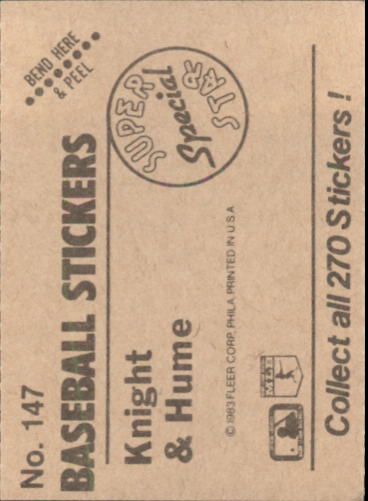 No. 147
BASEBALL STICKERS
BEND HERE
& PEEL
Knight
& Hume
SUPER
Special
STAR
© 1983 FLEER CORP. PHILA. PRINTED IN U.S.A
Collect all 270 Stickers !